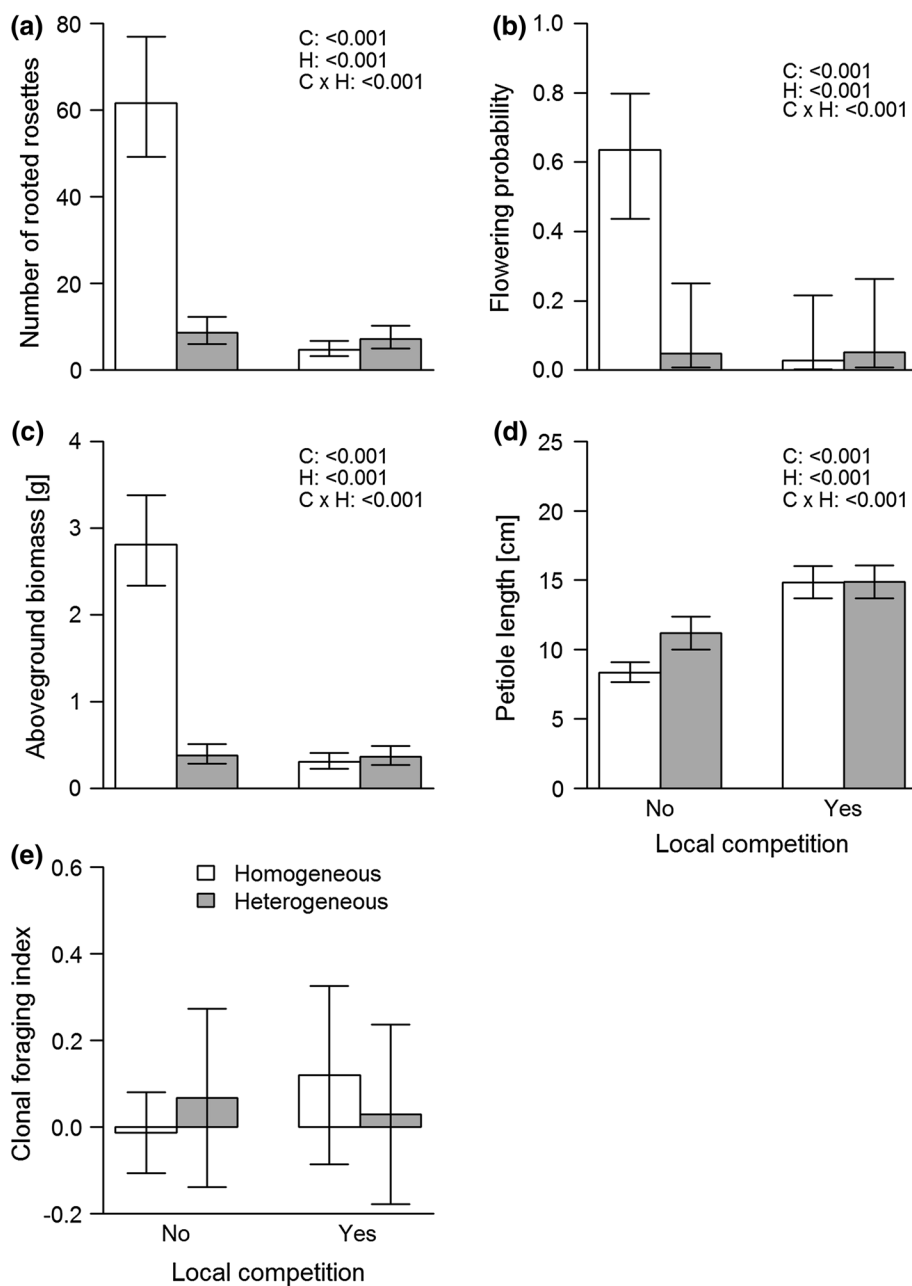 (a)
Number of rooted rosettes
80
60
40
20
0
C: <0.001
H: <0.001
C x H: <0.001
(b)
Flowering probability
1.0
0.8
0.6
0.4
0.2
0.0
C: <0.001
H: <0.001
C x H: <0.001
(c)
Aboveground biomass [g]
4
3
2
1
0
C: <0.001
H: <0.001
C x H: <0.001
(d)
Petiole length [cm]
25
20
15
10
5
0
C: <0.001
H: <0.001
C x H: <0.001
No Yes
Local competition
(e)
Clonal foraging index
0.6
0.4
0.2
0.0
-0.2
Homogeneous
Heterogeneous
No Yes
Local competition